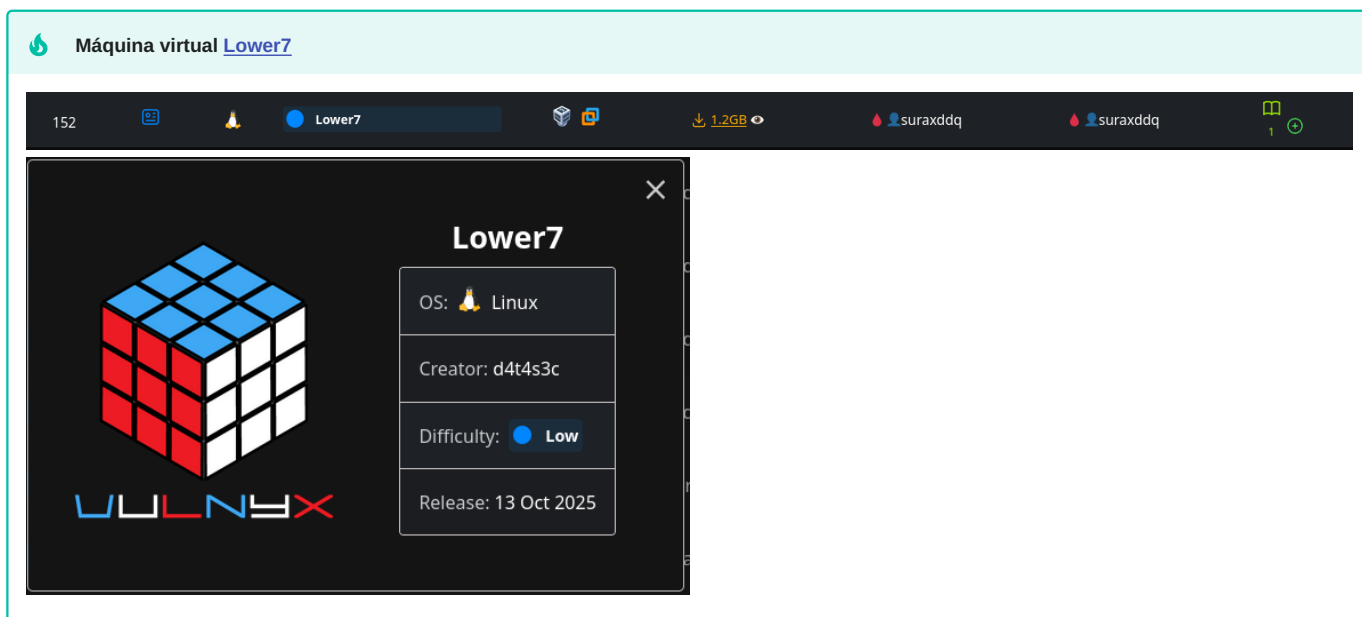 Máquina virtual Lower7
152 Lower7 1.2GB suraxddq suraxddq 1
Lower7
OS: Linux
Creator: d4t4s3c
Difficulty: Low
Release: 13 Oct 2025
VULNYX